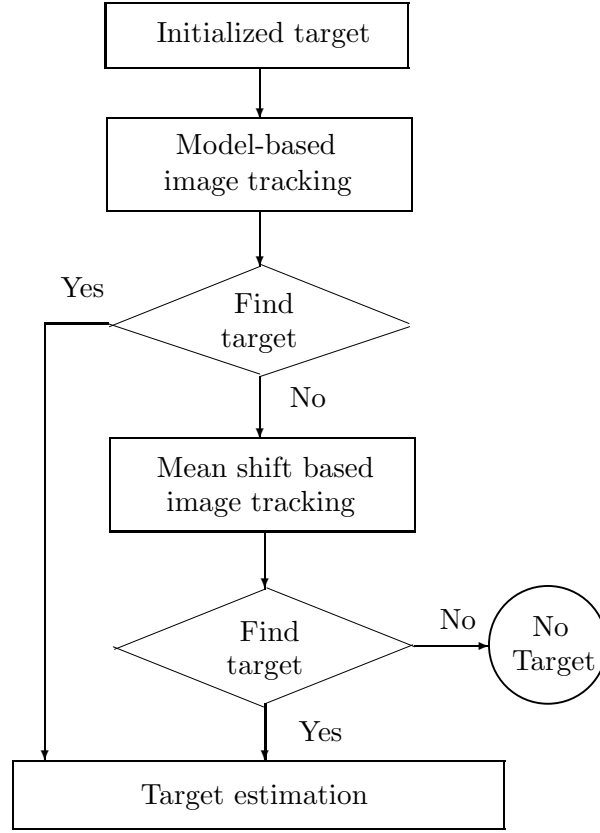 Initialized target
Model-based
image tracking
Yes
Find
target
No
Mean shift based
image tracking
Find
target
No
No
Target
Yes
Target estimation